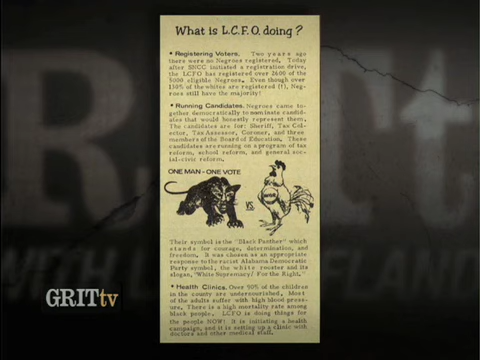 What is L.C.F.O. doing?
• Registering Voters. Two years ago
there were no Negroes registered. Today
after SNCC initiated a registration drive,
the LCFO has registered over 2600 of the
5000 eligible Negroes. Even though over
130% of the whites are registered (!), Neg-
roes still have the majority!
• Running Candidates. Negroes came to-
gether democratically to nominate candid-
ates that would honestly represent them.
The candidates are for: Sheriff, Tax Col-
ector, Tax Assessor, Coroner, and three
members of the Board of Education. These
candidates are running on a program of tax
reform, school reform, and general soc-
ial-civic reform.
ONE MAN - ONE VOTE
VS.
Their symbol is the "Black Panther" which
stands for courage, determination, and
freedom. It was chosen as an appropriate
response to the racist Alabama Democratic
Party symbol, the white rooster and its
slogan, "White Supremacy/ For the Right."
• Health Clinics. Over 90% of the children
in the county are undernourished. Most
of the adults suffer with high blood press-
ure. There is a high mortality rate among
black people. LCFO is doing things for
the people NOW! It is initiating a health
campaign, and it is setting up a clinic with
doctors and other medical staff.
GRITtv